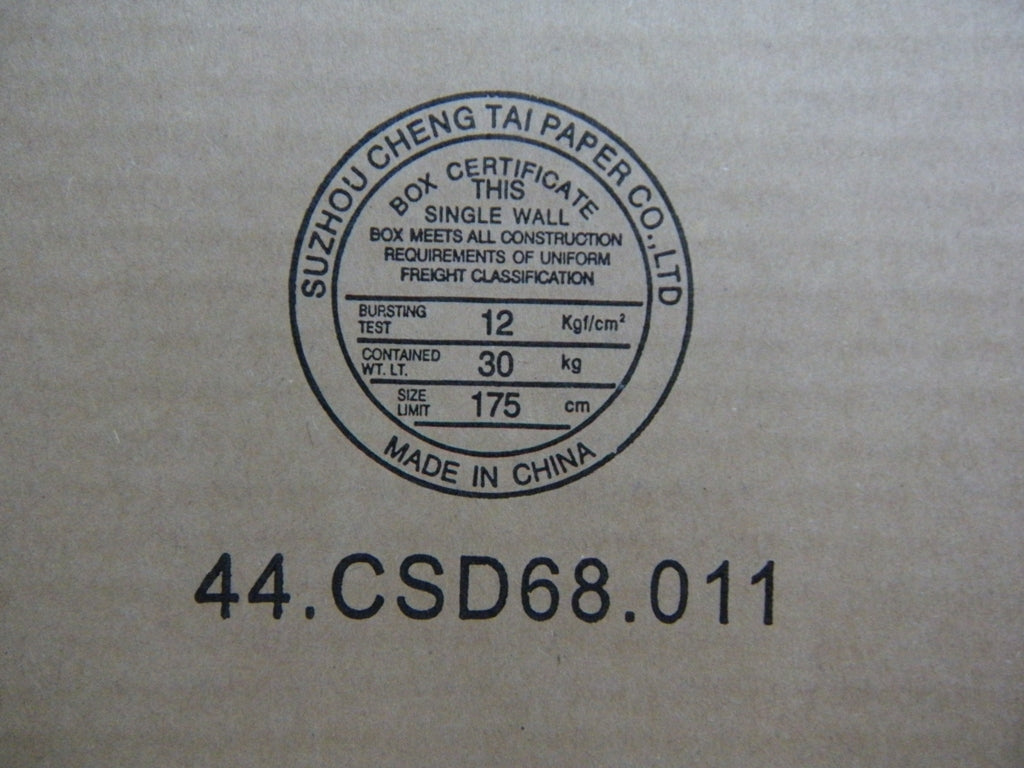 SUZHOU CHENG TAI PAPER CO.,LTD
BOX CERTIFICATE
THIS
SINGLE WALL
BOX MEETS ALL CONSTRUCTION
REQUIREMENTS OF UNIFORM
FREIGHT CLASSIFICATION
BURSTING TEST 12 Kgf/cm²
CONTAINED WT. LT. 30 kg
SIZE LIMIT 175 cm
MADE IN CHINA
44.CSD68.011